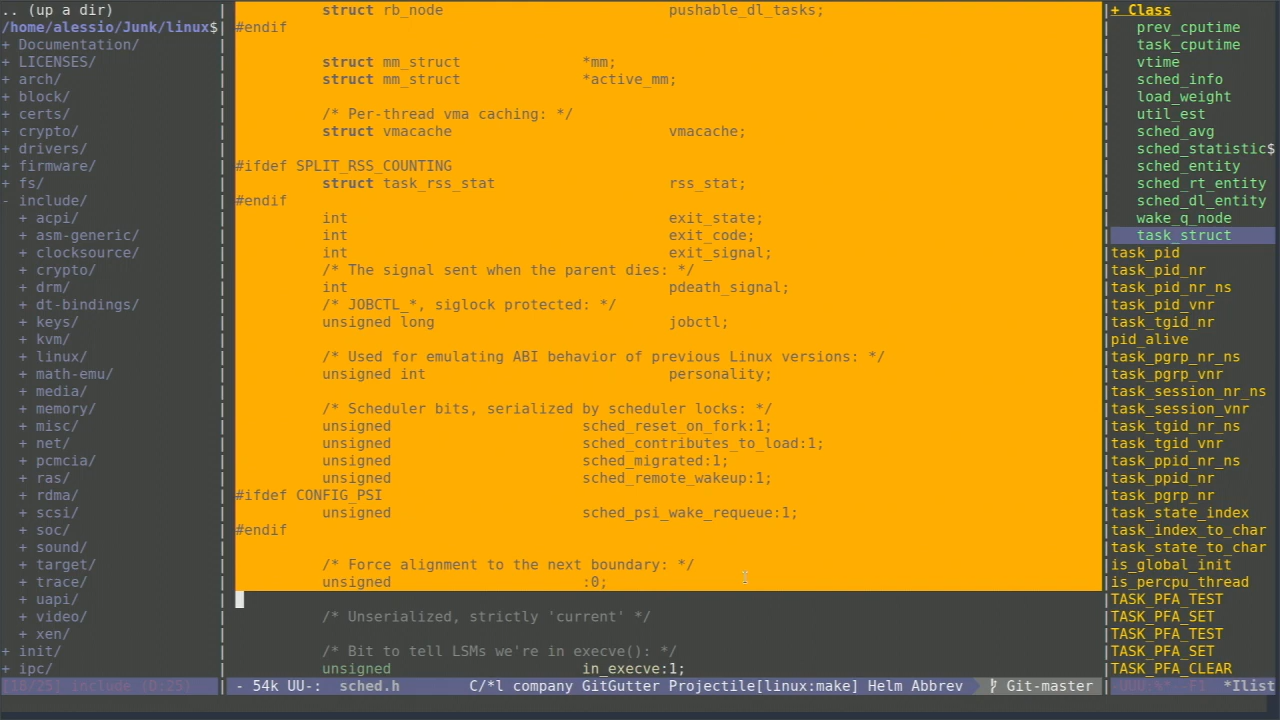 .. (up a dir)
/home/alessio/Junk/linux$
+ Documentation/
+ LICENSES/
+ arch/
+ block/
+ certs/
+ crypto/
+ drivers/
+ firmware/
+ fs/
- include/
+ acpi/
+ asm-generic/
+ clocksource/
+ crypto/
+ drm/
+ dt-bindings/
+ keys/
+ kvm/
+ linux/
+ math-emu/
+ media/
+ memory/
+ misc/
+ net/
+ pcmcia/
+ ras/
+ rdma/
+ scsi/
+ soc/
+ sound/
+ target/
+ trace/
+ uapi/
+ video/
+ xen/
+ init/
+ ipc/
[18/25] include (D:25)
struct rb_node pushable_dl_tasks;
#endif
struct mm_struct *mm;
struct mm_struct *active_mm;
/* Per-thread vma caching: */
struct vmacache vmacache;
#ifdef SPLIT_RSS_COUNTING
struct task_rss_stat rss_stat;
#endif
int exit_state;
int exit_code;
int exit_signal;
/* The signal sent when the parent dies: */
int pdeath_signal;
/* JOBCTL_*, siglock protected: */
unsigned long jobctl;
/* Used for emulating ABI behavior of previous Linux versions: */
unsigned int personality;
/* Scheduler bits, serialized by scheduler locks: */
unsigned sched_reset_on_fork:1;
unsigned sched_contributes_to_load:1;
unsigned sched_migrated:1;
unsigned sched_remote_wakeup:1;
#ifdef CONFIG_PSI
unsigned sched_psi_wake_requeue:1;
#endif
/* Force alignment to the next boundary: */
unsigned :0;
/* Unserialized, strictly 'current' */
/* Bit to tell LSMs we're in execve(): */
unsigned in_execve:1;
- 54k UU-: sched.h C/*l company GitGutter Projectile[linux:make] Helm Abbrev Git-master
+ Class
prev_cputime
task_cputime
vtime
sched_info
load_weight
util_est
sched_avg
sched_statistic$
sched_entity
sched_rt_entity
sched_dl_entity
wake_q_node
task_struct
task_pid
task_pid_nr
task_pid_nr_ns
task_pid_vnr
task_tgid_nr
pid_alive
task_pgrp_nr_ns
task_pgrp_vnr
task_session_nr_ns
task_session_vnr
task_tgid_nr_ns
task_tgid_vnr
task_ppid_nr_ns
task_ppid_nr
task_pgrp_nr
task_state_index
task_index_to_char
task_state_to_char
is_global_init
is_percpu_thread
TASK_PFA_TEST
TASK_PFA_SET
TASK_PFA_TEST
TASK_PFA_SET
TASK_PFA_CLEAR
*Ilist